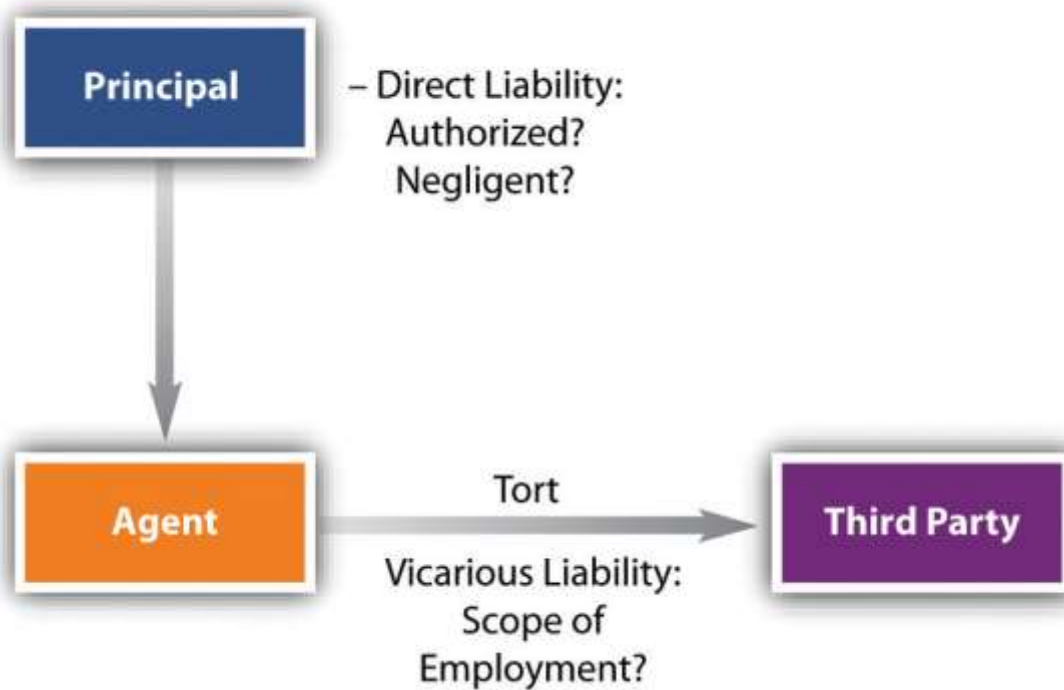 Principal
– Direct Liability:
Authorized?
Negligent?
Agent
Tort
Vicarious Liability:
Scope of
Employment?
Third Party